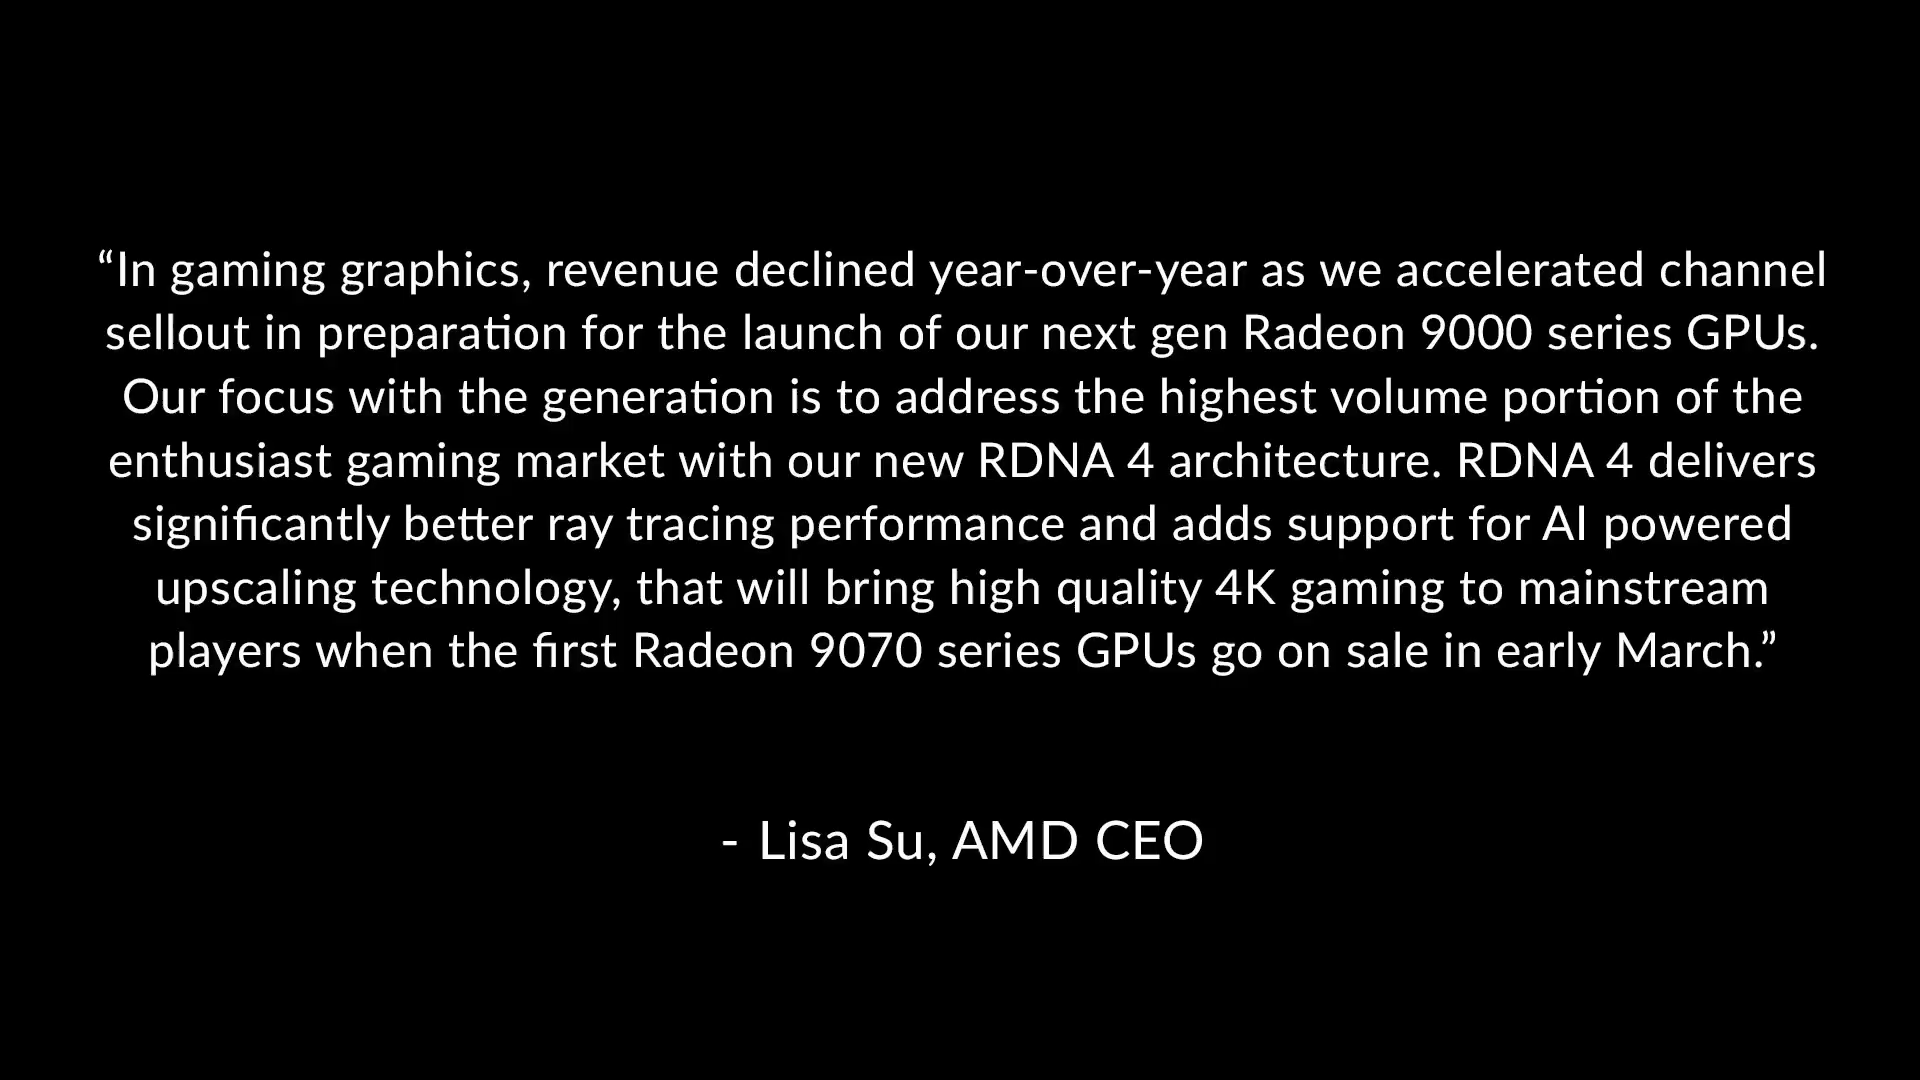 “In gaming graphics, revenue declined year-over-year as we accelerated channel
sellout in preparation for the launch of our next gen Radeon 9000 series GPUs.
Our focus with the generation is to address the highest volume portion of the
enthusiast gaming market with our new RDNA 4 architecture. RDNA 4 delivers
significantly better ray tracing performance and adds support for AI powered
upscaling technology, that will bring high quality 4K gaming to mainstream
players when the first Radeon 9070 series GPUs go on sale in early March.”
- Lisa Su, AMD CEO